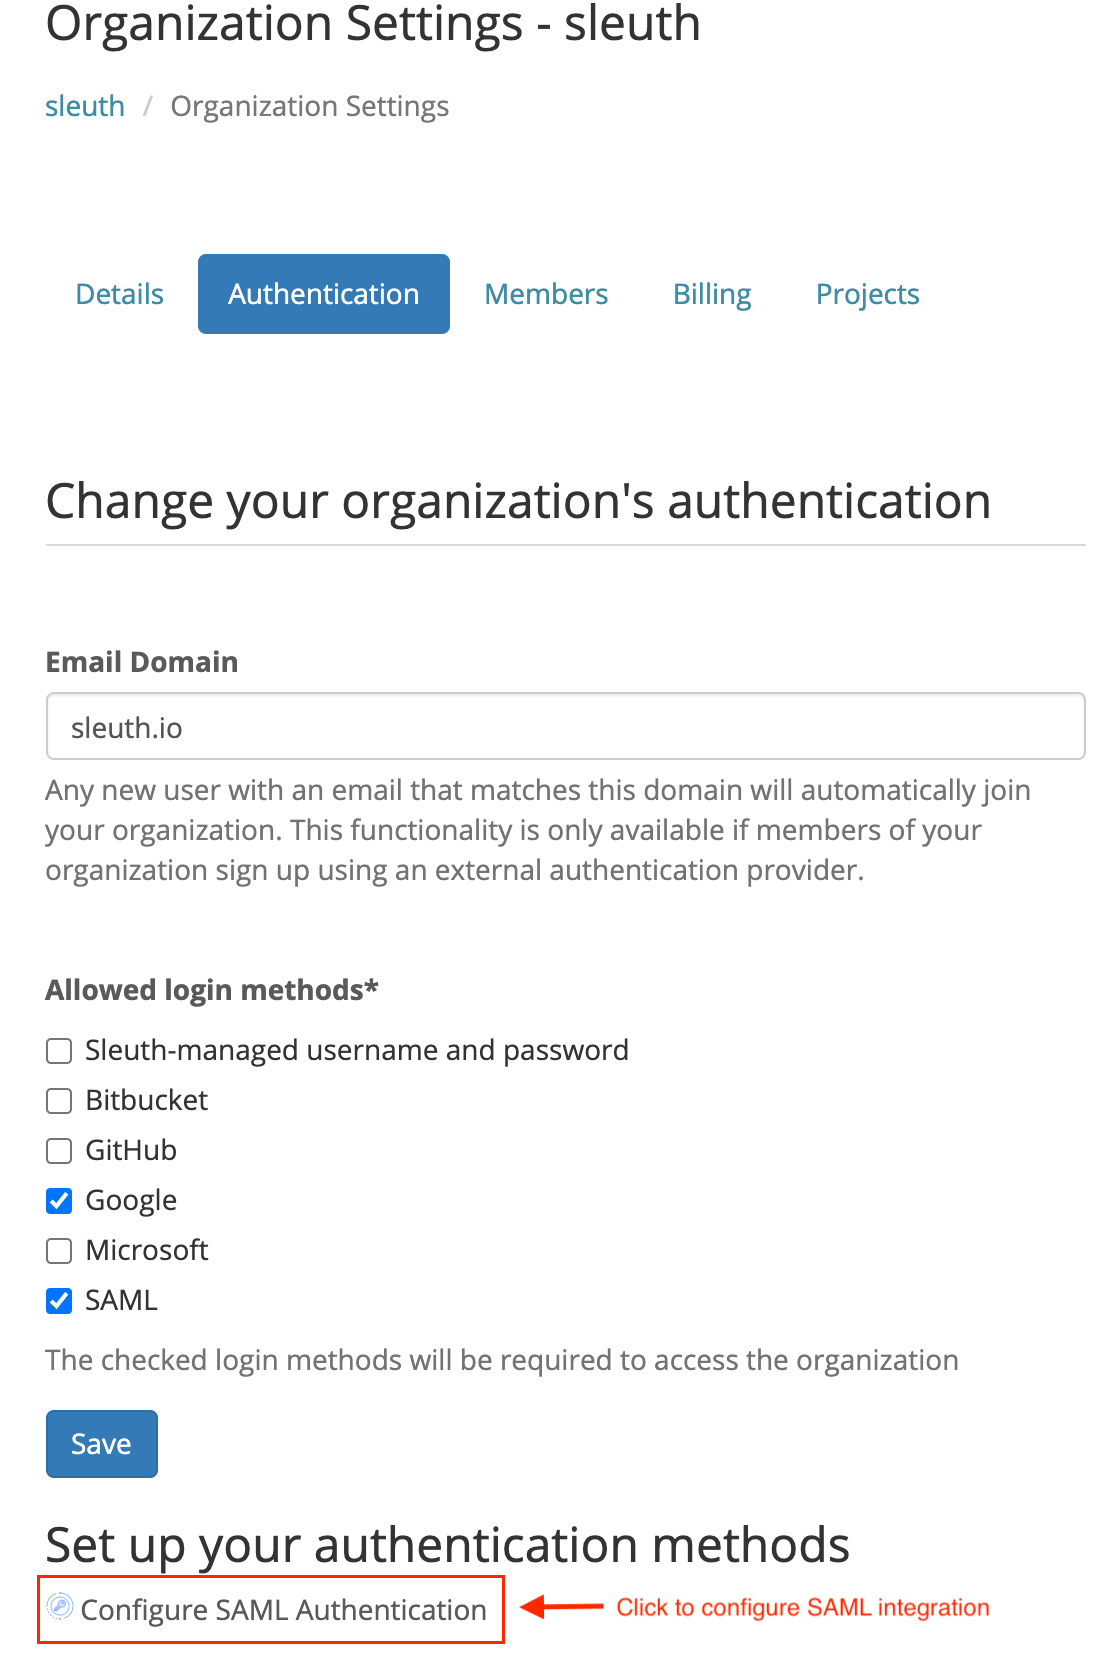 Organization Settings - sleuth
sleuth / Organization Settings
Details Authentication Members Billing Projects
Change your organization's authentication
Email Domain
sleuth.io
Any new user with an email that matches this domain will automatically join
your organization. This functionality is only available if members of your
organization sign up using an external authentication provider.
Allowed login methods*
Sleuth-managed username and password
Bitbucket
GitHub
Google
Microsoft
SAML
The checked login methods will be required to access the organization
Save
Set up your authentication methods
Configure SAML Authentication Click to configure SAML integration